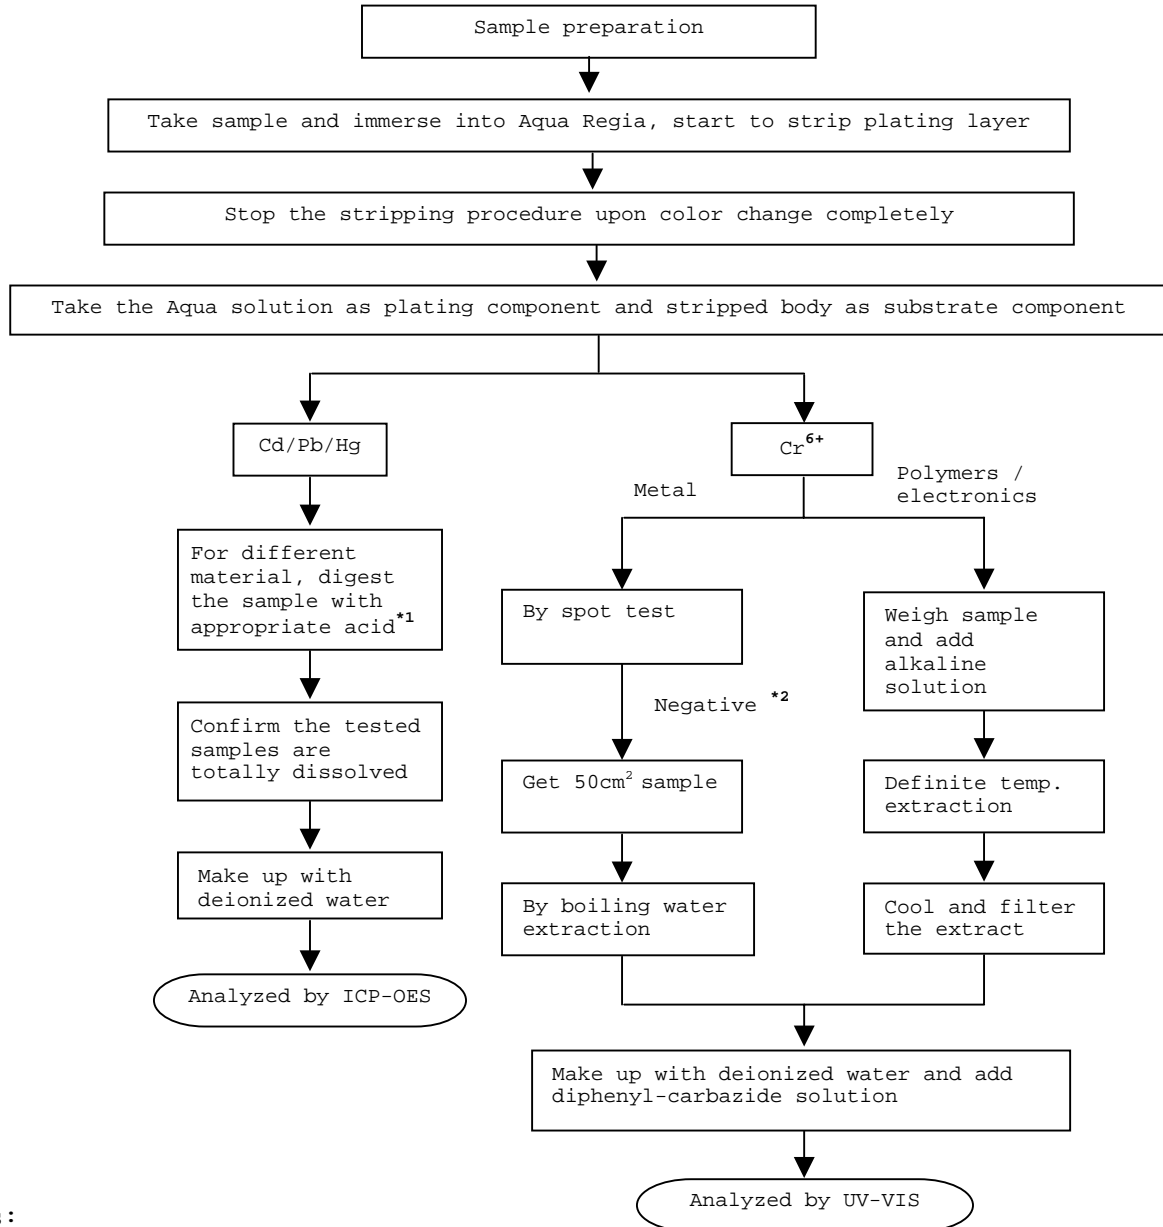 Sample preparation
Take sample and immerse into Aqua Regia, start to strip plating layer
Stop the stripping procedure upon color change completely
Take the Aqua solution as plating component and stripped body as substrate component
Cd/Pb/Hg
For different
material, digest
the sample with
appropriate acid*1
Confirm the tested
samples are
totally dissolved
Make up with
deionized water
Analyzed by ICP-OES
Cr6+
Metal
By spot test
Negative *2
Get 50cm2 sample
By boiling water
extraction
Polymers /
electronics
Weigh sample
and add
alkaline
solution
Definite temp.
extraction
Cool and filter
the extract
Make up with deionized water and add
diphenyl-carbazide solution
Analyzed by UV-VIS